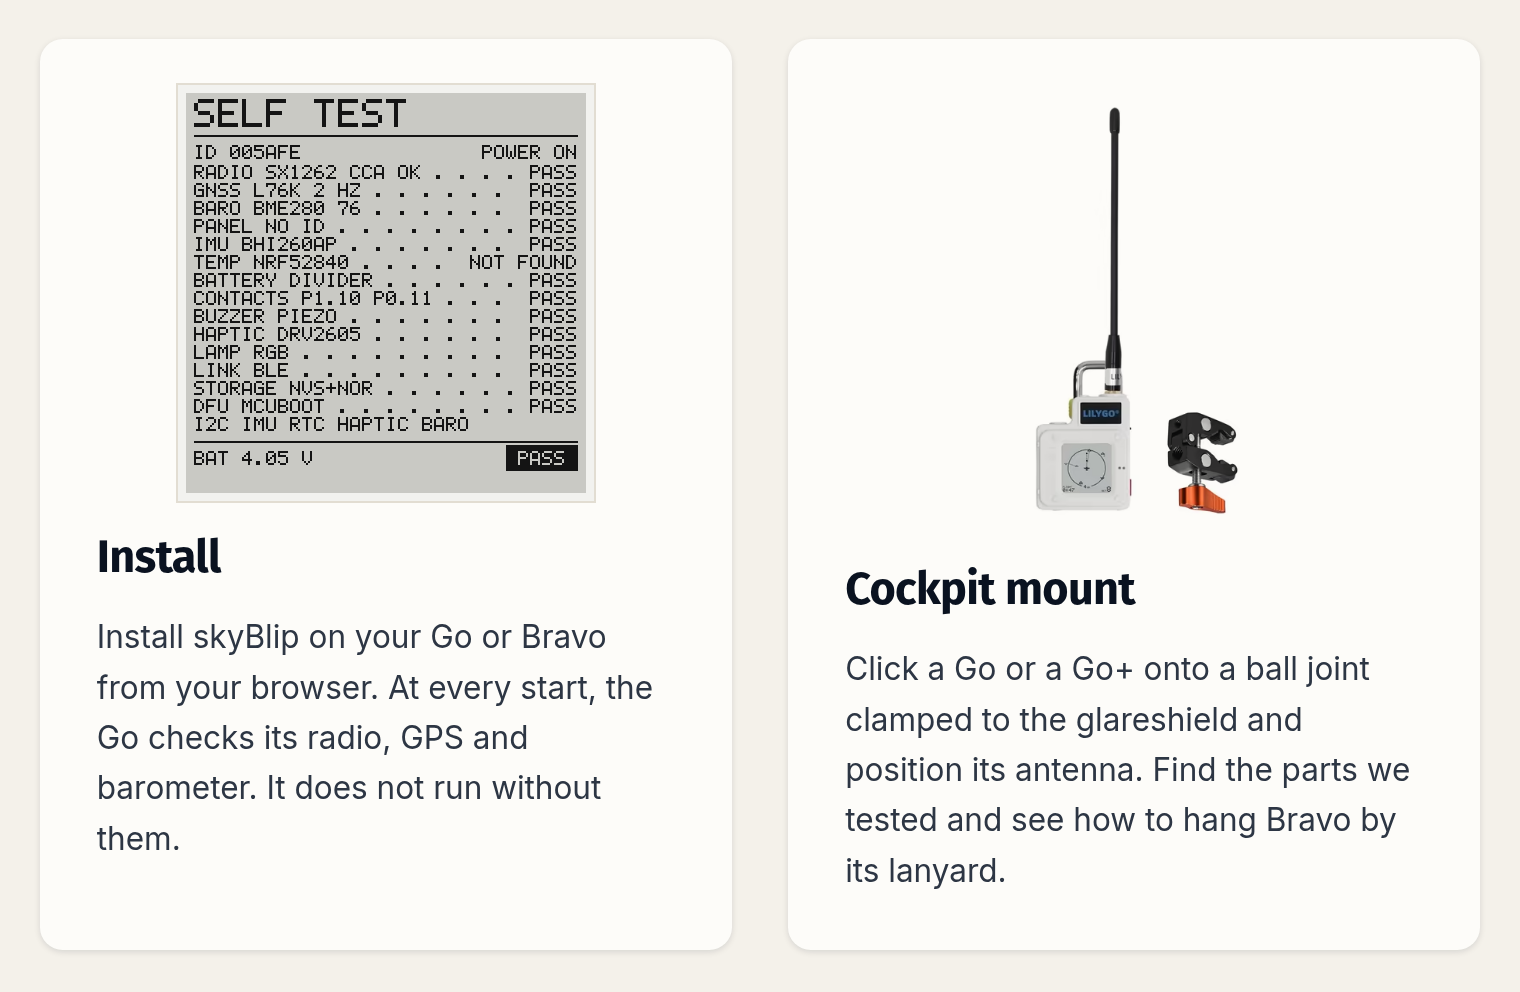 SELF TEST
ID 005AFE POWER ON
RADIO SX1262 CCA OK . . . . PASS
GNSS L76K 2 HZ . . . . . . PASS
BARO BME280 76 . . . . . . PASS
PANEL NO ID . . . . . . . . PASS
IMU BHI260AP . . . . . . . PASS
TEMP NRF52840 . . . . NOT FOUND
BATTERY DIVIDER . . . . . . PASS
CONTACTS P1.10 P0.11 . . . PASS
BUZZER PIEZO . . . . . . . PASS
HAPTIC DRV2605 . . . . . . PASS
LAMP RGB . . . . . . . . . PASS
LINK BLE . . . . . . . . . PASS
STORAGE NVS+NOR . . . . . . PASS
DFU MCUBOOT . . . . . . . . PASS
I2C IMU RTC HAPTIC BARO
BAT 4.05 V PASS
Install
Install skyBlip on your Go or Bravo
from your browser. At every start, the
Go checks its radio, GPS and
barometer. It does not run without
them.
LILYGO®
Cockpit mount
Click a Go or a Go+ onto a ball joint
clamped to the glareshield and
position its antenna. Find the parts we
tested and see how to hang Bravo by
its lanyard.